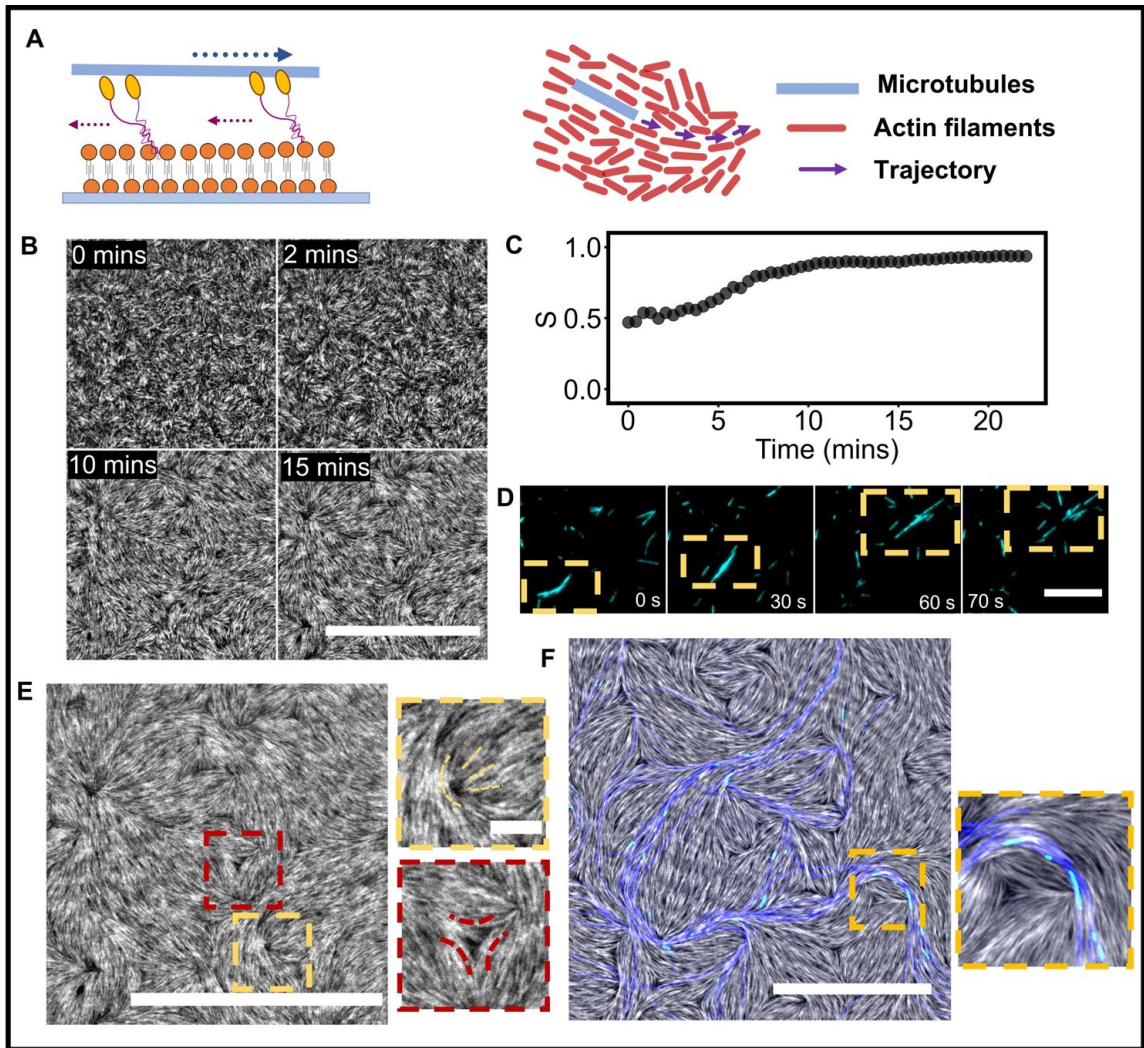 A
Microtubules
Actin filaments
Trajectory
B
0 mins
2 mins
10 mins
15 mins
C
1.0
0.5
0.0
S
0
5
10
15
20
Time (mins)
D
0 s
30 s
60 s
70 s
E
F